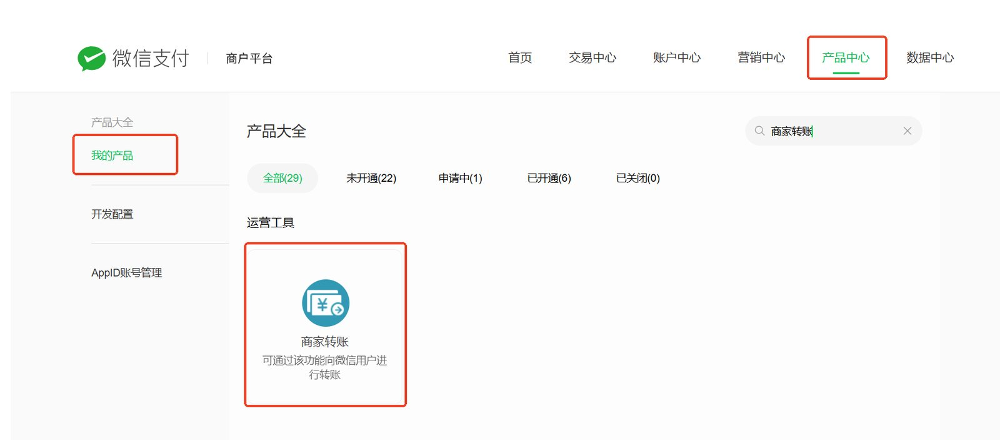 微信支付 商户平台 首页 交易中心 账户中心 营销中心 产品中心 数据中心
产品大全
我的产品
开发配置
AppID账号管理
产品大全 商家转账
全部(29) 未开通(22) 申请中(1) 已开通(6) 已关闭(0)
运营工具
¥
商家转账
可通过该功能向微信用户进
行转账